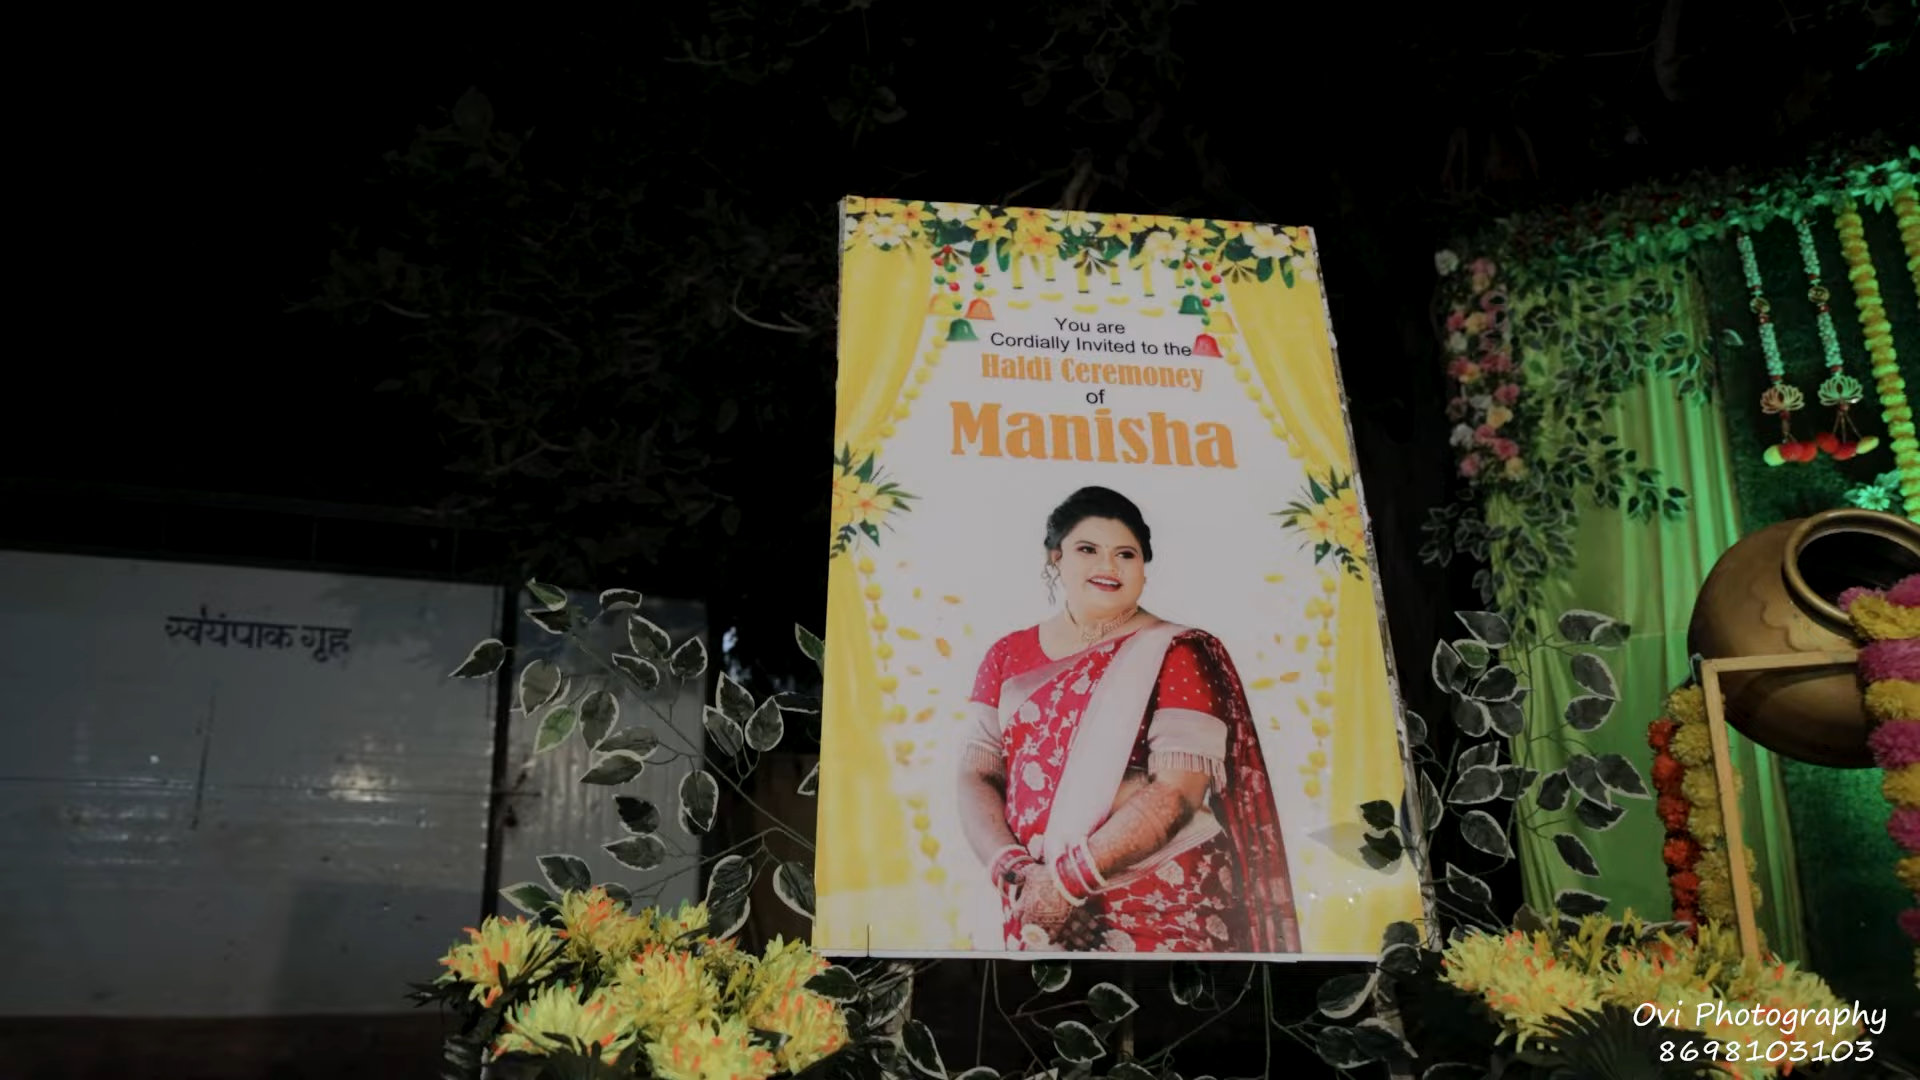 You are
Cordially Invited to the
Haldi Ceremoney
of
Manisha
स्वयंपाक गृह
Ovi Photography
8698103103